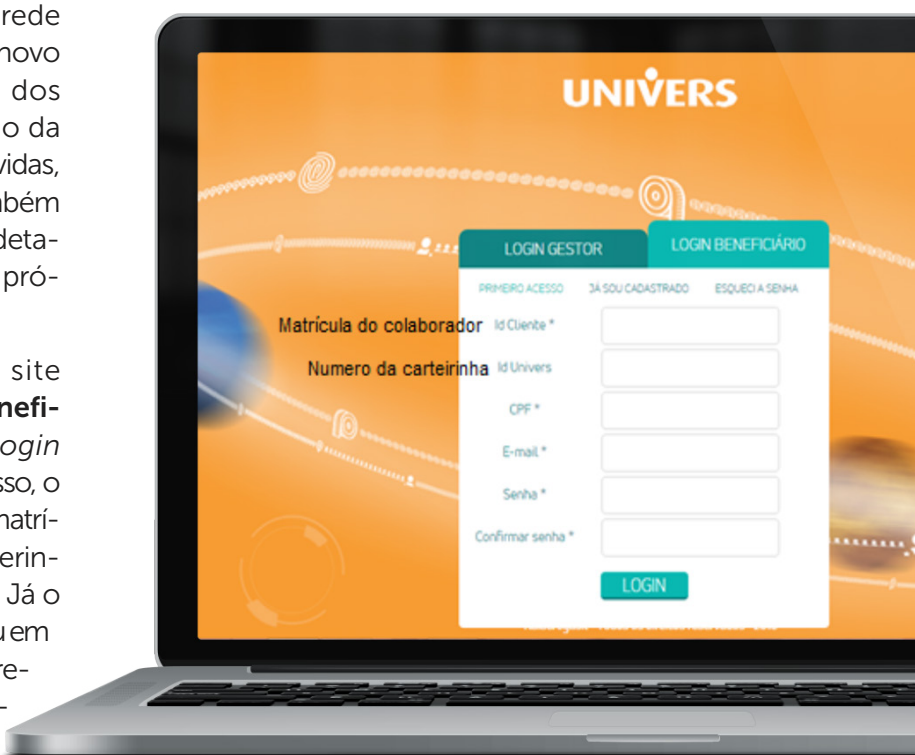 rede
novo
dos
o da
vidas,
mbém
deta-
pró-
site
nefi-
ogin
sso, o
matrí-
erin-
Já o
uem
re-
-
UNIVERS
LOGIN GESTOR
LOGIN BENEFICIÁRIO
PRIMEIRO ACESSO
JÁ SOU CADASTRADO
ESQUECI A SENHA
Matrícula do colaborador
Id Cliente *
Numero da carteirinha
Id Univers
CPF *
E-mail *
Senha *
Confirmar senha *
LOGIN